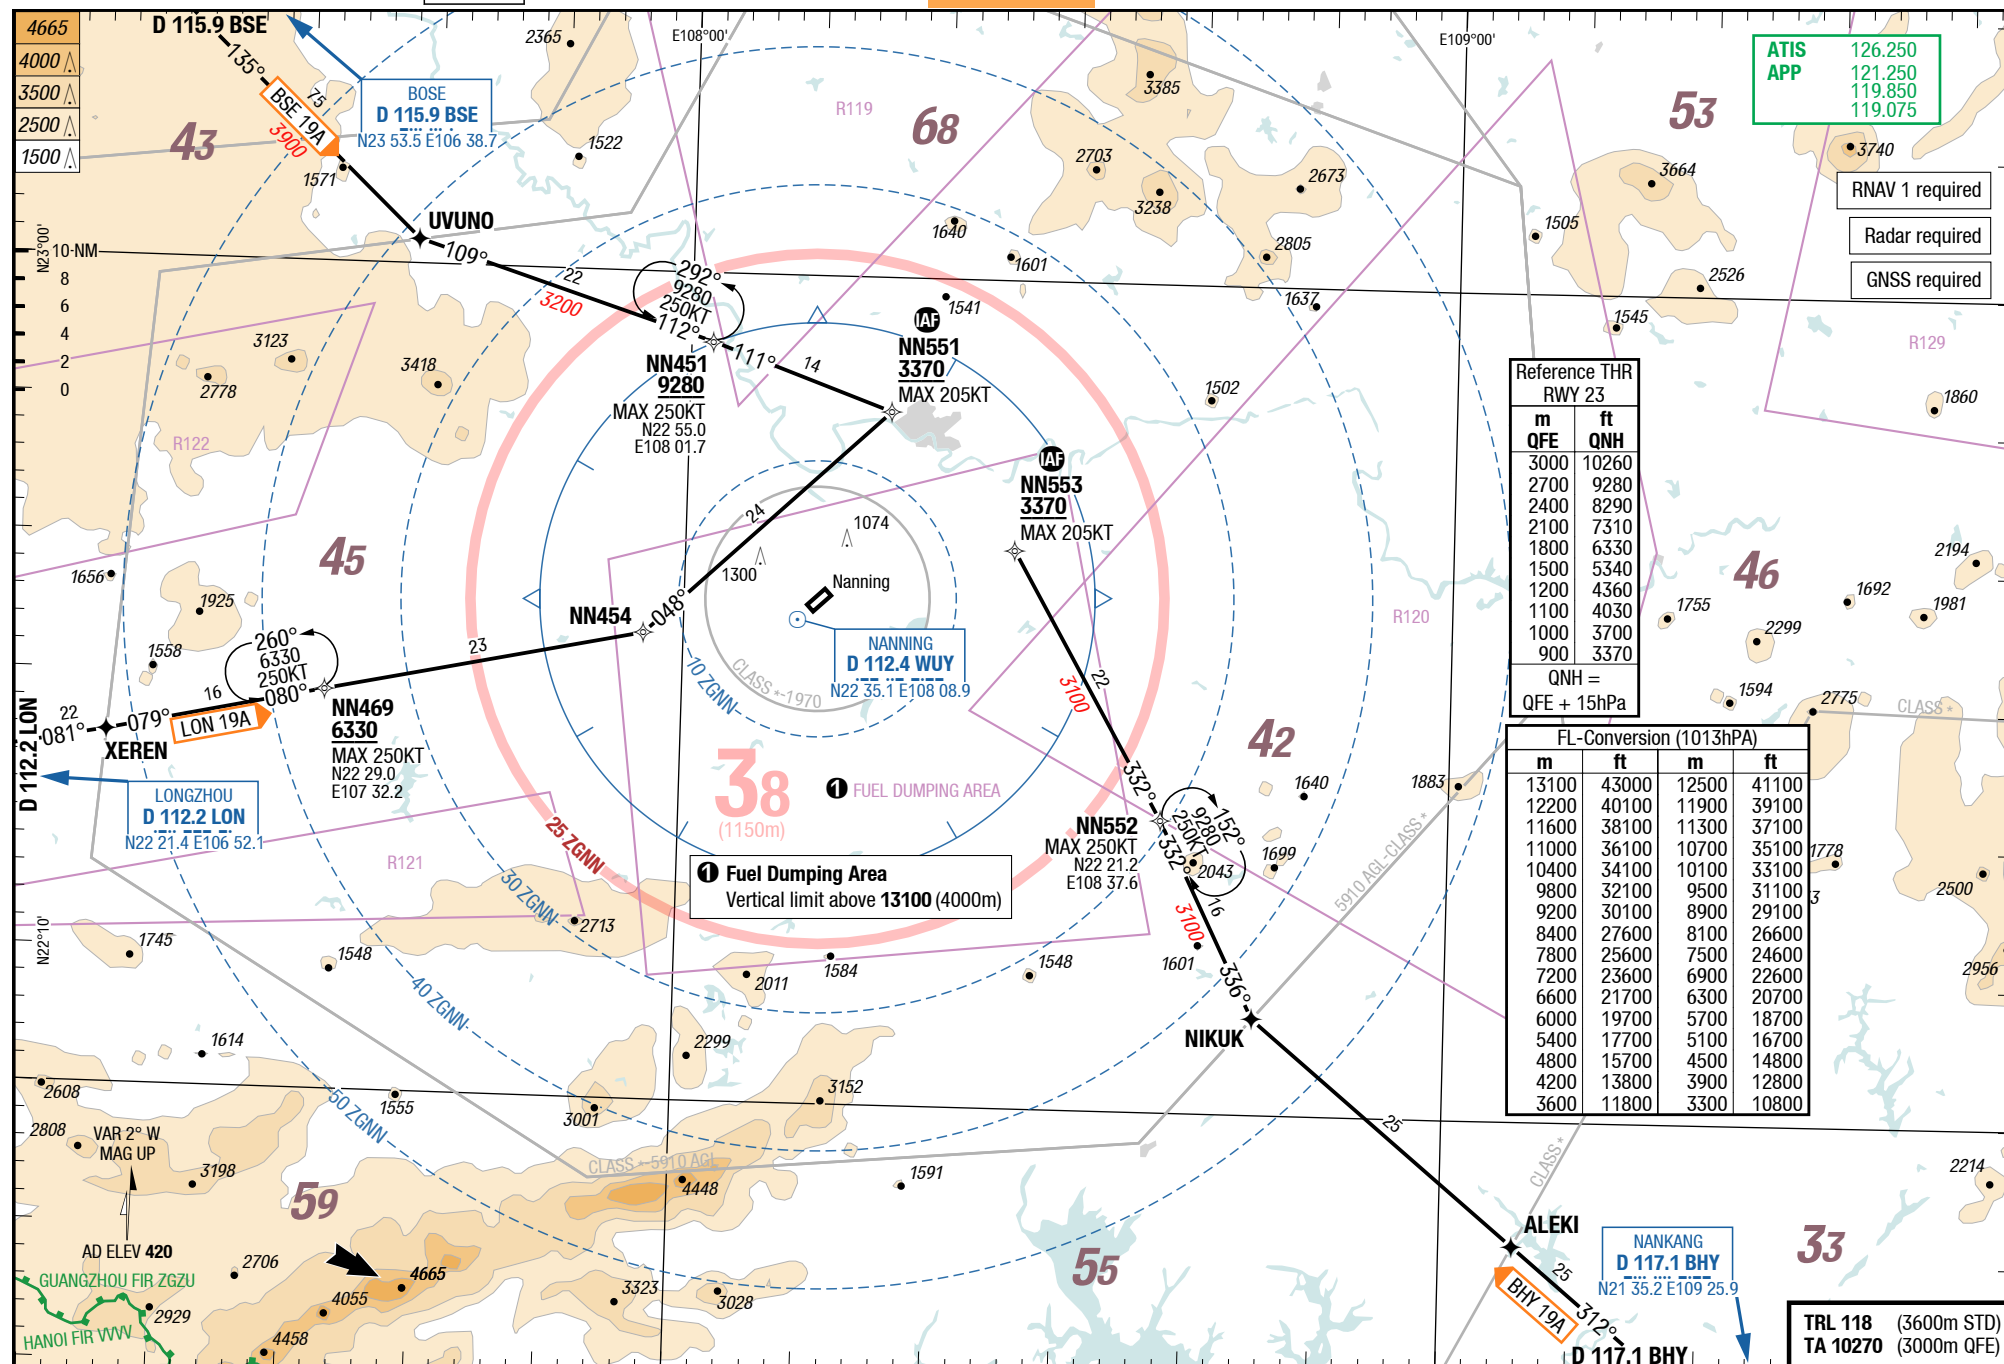 4665
4000
3500
2500
1500
D 115.9 BSE
135°
75
BSE 19A
3900
BOSE
D 115.9 BSE
N23 53.5 E106 38.7
43
1571
2365
1522
E108°00'
R119
68
3385
2703
3238
2673
2805
1640
1601
1541
1637
E109°00'
53
ATIS 126.250
APP 121.250
119.850
119.075
3740
3664
1505
2526
1545
RNAV 1 required
Radar required
GNSS required
R129
1860
N23°00'
10-NM
8
6
4
2
0
UVUNO
109°
22
3200
292°
9280
250KT
112°
111°
14
NN451
9280
MAX 250KT
N22 55.0
E108 01.7
IAF
NN551
3370
MAX 205KT
3123
2778
3418
R122
1502
IAF
NN553
3370
MAX 205KT
Reference THR
RWY 23
m ft
QFE QNH
3000 10260
2700 9280
2400 8290
2100 7310
1800 6330
1500 5340
1200 4360
1100 4030
1000 3700
900 3370
QNH =
QFE + 15hPa
45
1656
1925
1558
24
1074
1300
Nanning
NN454
048°
23
NANNING
D 112.4 WUY
N22 35.1 E108 08.9
10 ZGNN
CLASS *-1970
R120
46
2194
1692
1981
1755
2299
1594
2775
CLASS *
260°
6330
250KT
080°
16
LON 19A
079°
22
081°
XEREN
D 112.2 LON
NN469
6330
MAX 250KT
N22 29.0
E107 32.2
LONGZHOU
D 112.2 LON
N22 21.4 E106 52.1
R121
38
(1150m)
1 FUEL DUMPING AREA
1 Fuel Dumping Area
Vertical limit above 13100 (4000m)
25 ZGNN
30 ZGNN
40 ZGNN
50 ZGNN
22
3100
42
1640
1883
332°
NN552
MAX 250KT
N22 21.2
E108 37.6
152°
9280
250KT
332°
2043
1699
16
3100
1601
336°
NIKUK
5910 AGL-CLASS *
FL-Conversion (1013hPA)
m ft m ft
13100 43000 12500 41100
12200 40100 11900 39100
11600 38100 11300 37100
11000 36100 10700 35100
10400 34100 10100 33100
9800 32100 9500 31100
9200 30100 8900 29100
8400 27600 8100 26600
7800 25600 7500 24600
7200 23600 6900 22600
6600 21700 6300 20700
6000 19700 5700 18700
5400 17700 5100 16700
4800 15700 4500 14800
4200 13800 3900 12800
3600 11800 3300 10800
1778
3
2500
2956
N22°10'
1745
1548
2713
2011
1584
1548
1614
2608
1555
2299
3001
3152
2808
VAR 2° W
MAG UP
3198
59
CLASS *-5910 AGL
4448
1591
AD ELEV 420
2706
4665
4055
2929
4458
3323
3028
GUANGZHOU FIR ZGZU
HANOI FIR VVVV
55
25
CLASS *
ALEKI
25
BHY 19A
312°
D 117.1 BHY
NANKANG
D 117.1 BHY
N21 35.2 E109 25.9
33
2214
TRL 118 (3600m STD)
TA 10270 (3000m QFE)